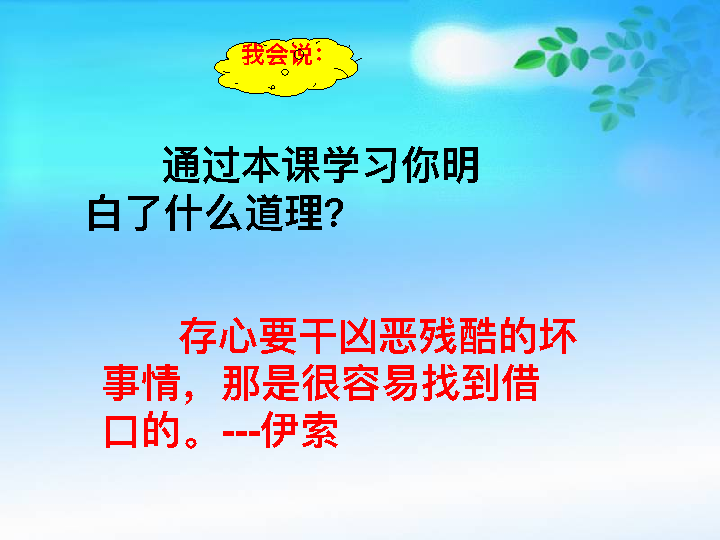 我会说：
通过本课学习你明
白了什么道理?
存心要干凶恶残酷的坏
事情，那是很容易找到借
口的。---伊索